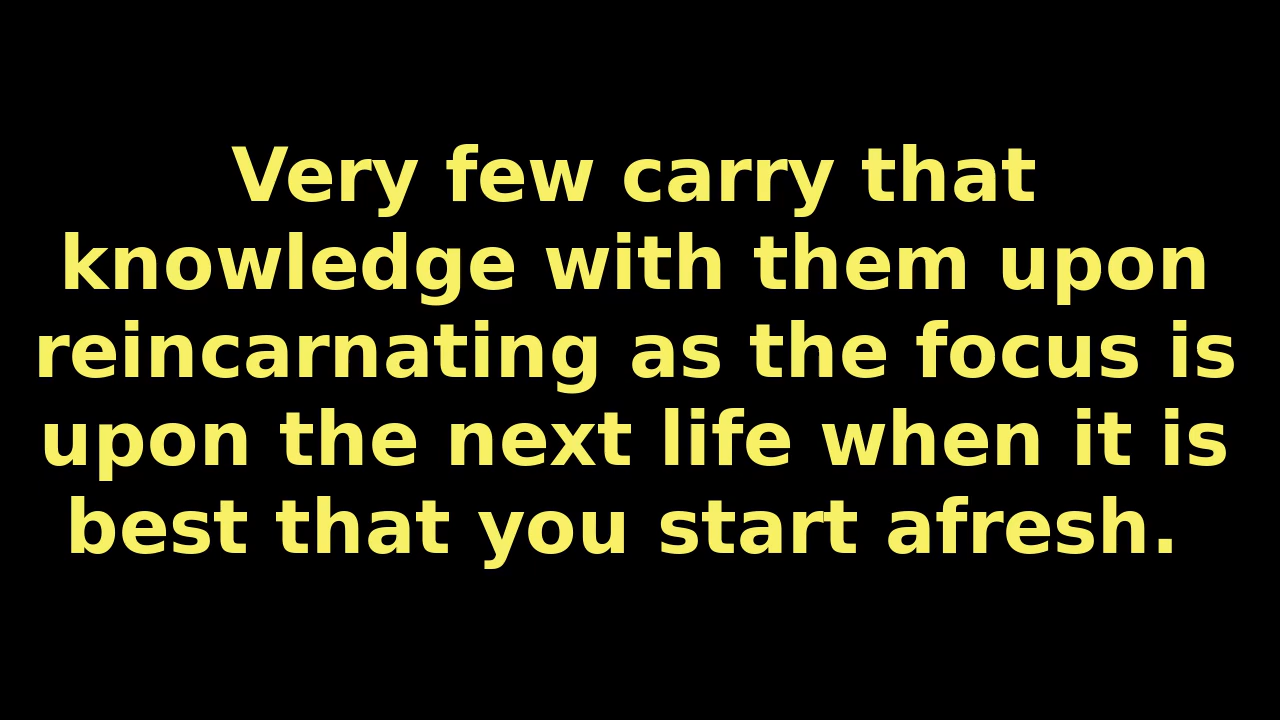 Very few carry that
knowledge with them upon
reincarnating as the focus is
upon the next life when it is
best that you start afresh.